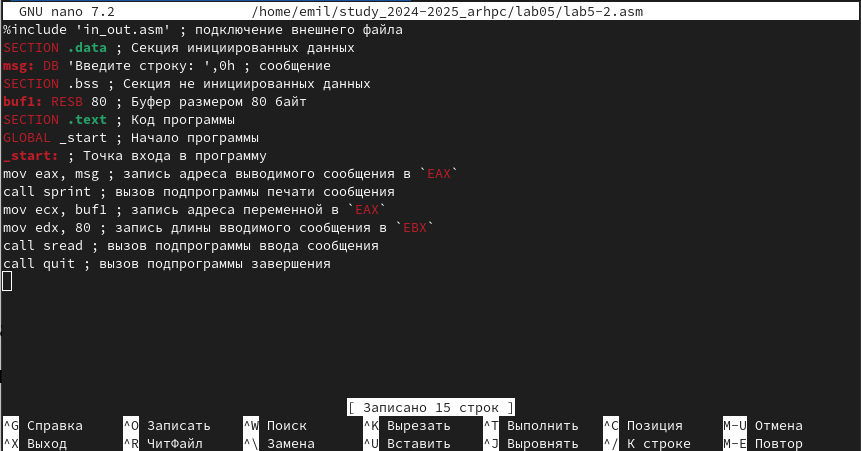 GNU nano 7.2 /home/emil/study_2024-2025_arhpc/lab05/lab5-2.asm
%include 'in_out.asm' ; подключение внешнего файла
SECTION .data ; Секция инициированных данных
msg: DB 'Введите строку: ',0h ; сообщение
SECTION .bss ; Секция не инициированных данных
buf1: RESB 80 ; Буфер размером 80 байт
SECTION .text ; Код программы
GLOBAL _start ; Начало программы
_start: ; Точка входа в программу
mov eax, msg ; запись адреса выводимого сообщения в `EAX`
call sprint ; вызов подпрограммы печати сообщения
mov ecx, buf1 ; запись адреса переменной в `EAX`
mov edx, 80 ; запись длины вводимого сообщения в `EBX`
call sread ; вызов подпрограммы ввода сообщения
call quit ; вызов подпрограммы завершения
[ Записано 15 строк ]
^G Справка ^O Записать ^W Поиск ^K Вырезать ^T Выполнить ^C Позиция M-U Отмена
^X Выход ^R ЧитФайл ^\ Замена ^U Вставить ^J Выровнять ^/ К строке M-E Повтор